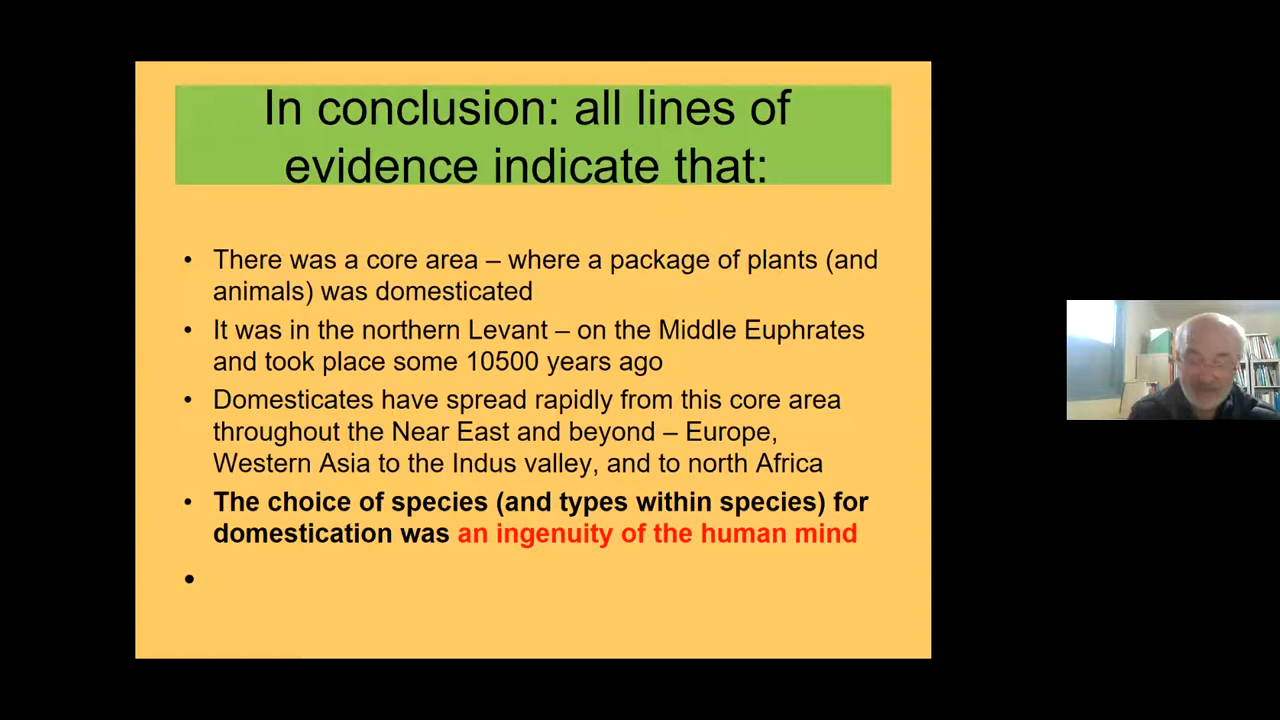 In conclusion: all lines of
evidence indicate that:
• There was a core area – where a package of plants (and
animals) was domesticated
• It was in the northern Levant – on the Middle Euphrates
and took place some 10500 years ago
• Domesticates have spread rapidly from this core area
throughout the Near East and beyond – Europe,
Western Asia to the Indus valley, and to north Africa
• The choice of species (and types within species) for
domestication was an ingenuity of the human mind
•